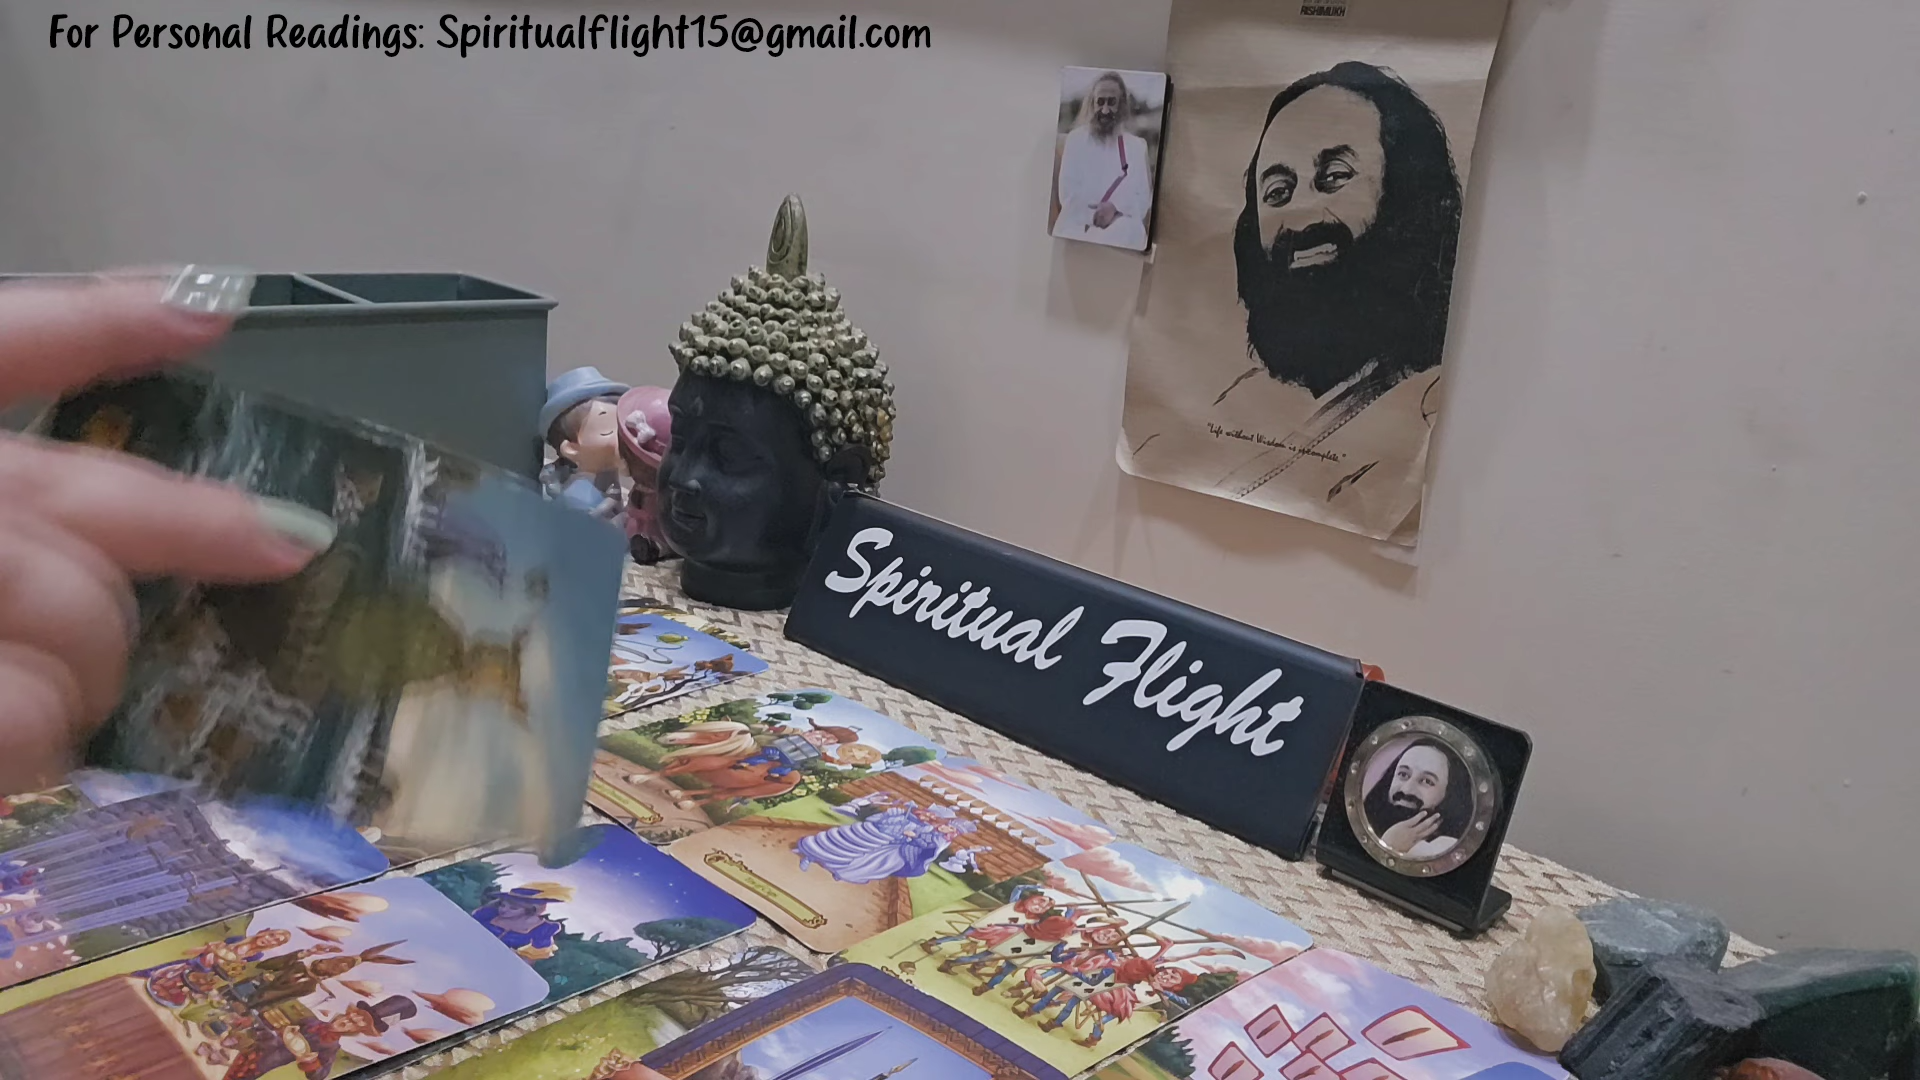 For Personal Readings: Spiritualflight15@gmail.com
RISHIMUKH
"Life without Wisdom is incomplete."
Spiritual Flight